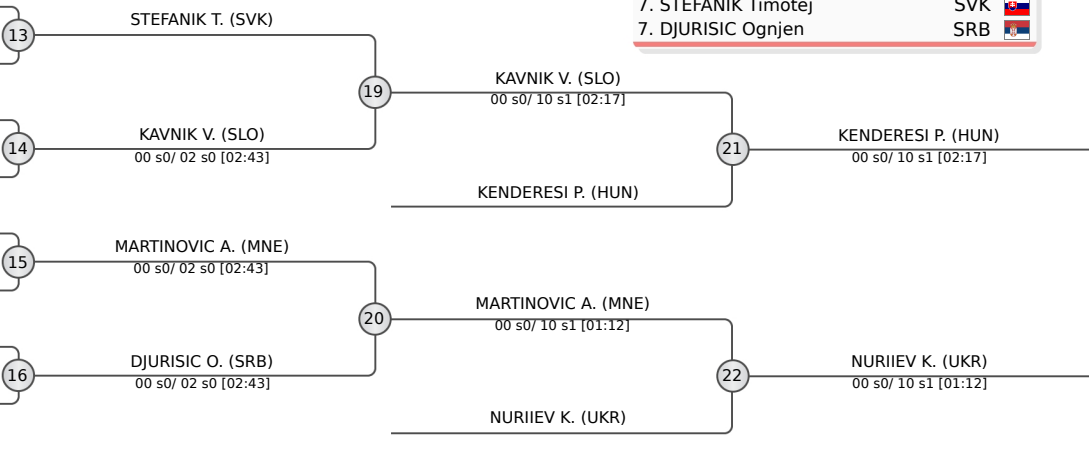 7. STEFANIK Timotej SVK
7. DJURISIC Ognjen SRB
STEFANIK T. (SVK)
13
19
KAVNIK V. (SLO)
00 s0/ 10 s1 [02:17]
14
KAVNIK V. (SLO)
00 s0/ 02 s0 [02:43]
21
KENDERESI P. (HUN)
00 s0/ 10 s1 [02:17]
KENDERESI P. (HUN)
15
MARTINOVIC A. (MNE)
00 s0/ 02 s0 [02:43]
20
MARTINOVIC A. (MNE)
00 s0/ 10 s1 [01:12]
16
DJURISIC O. (SRB)
00 s0/ 02 s0 [02:43]
22
NURIIEV K. (UKR)
00 s0/ 10 s1 [01:12]
NURIIEV K. (UKR)